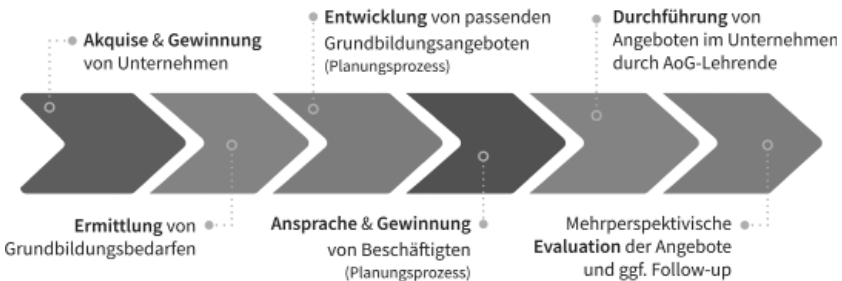 Akquise & Gewinnung
von Unternehmen
Entwicklung von passenden
Grundbildungsangeboten
(Planungsprozess)
Durchführung von
Angeboten im Unternehmen
durch AoG-Lehrende
Ermittlung von
Grundbildungsbedarfen
Ansprache & Gewinnung
von Beschäftigten
(Planungsprozess)
Mehrperspektivische
Evaluation der Angebote
und ggf. Follow-up